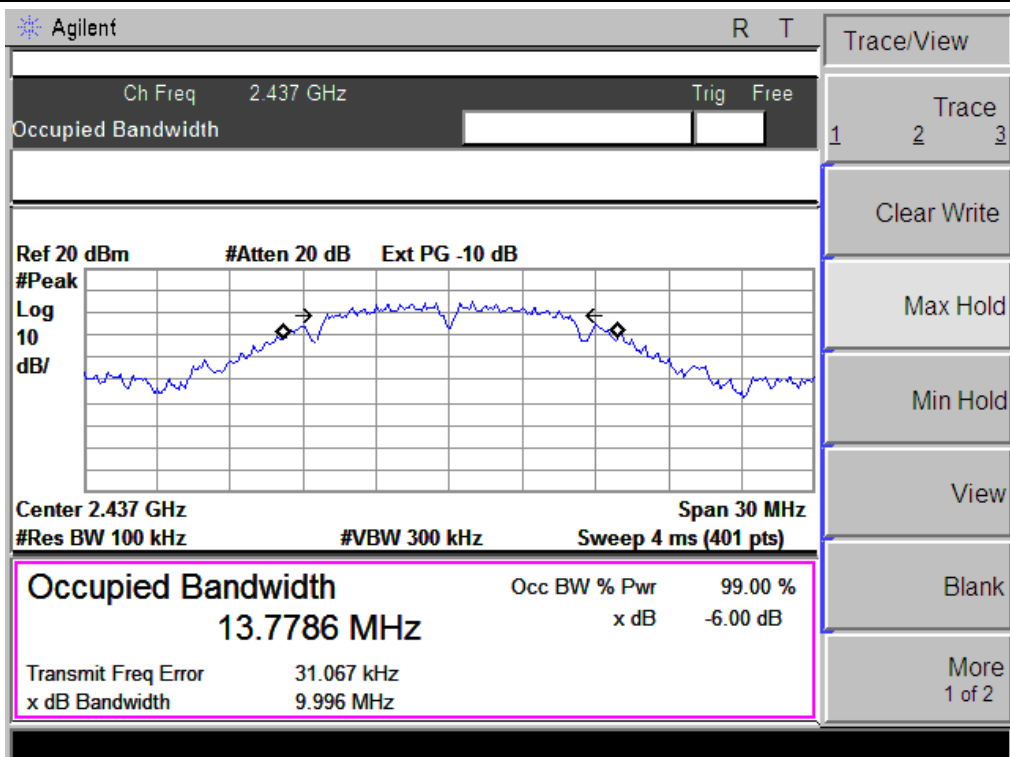 Agilent R T
Ch Freq 2.437 GHz Trig Free
Occupied Bandwidth
Ref 20 dBm #Atten 20 dB Ext PG -10 dB
#Peak
Log
10
dB/
Center 2.437 GHz Span 30 MHz
#Res BW 100 kHz #VBW 300 kHz Sweep 4 ms (401 pts)
Occupied Bandwidth Occ BW % Pwr 99.00 %
13.7786 MHz x dB -6.00 dB
Transmit Freq Error 31.067 kHz
x dB Bandwidth 9.996 MHz
Trace/View
Trace
1 2 3
Clear Write
Max Hold
Min Hold
View
Blank
More
1 of 2